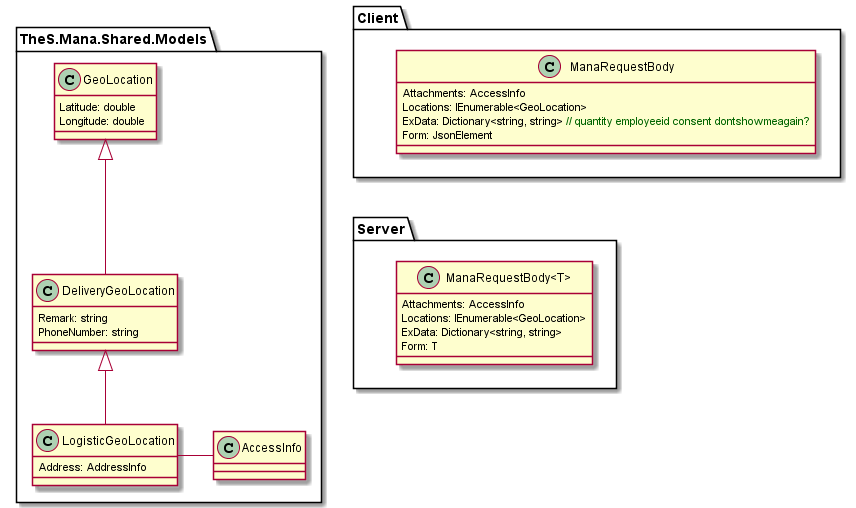 TheS.Mana.Shared.Models
C GeoLocation
Latitude: double
Longitude: double
C DeliveryGeoLocation
Remark: string
PhoneNumber: string
C LogisticGeoLocation
Address: AddressInfo
C AccessInfo
Client
C ManaRequestBody
Attachments: AccessInfo
Locations: IEnumerable<GeoLocation>
ExData: Dictionary<string, string> // quantity employeeid consent dontshowmeagain?
Form: JsonElement
Server
C ManaRequestBody<T>
Attachments: AccessInfo
Locations: IEnumerable<GeoLocation>
ExData: Dictionary<string, string>
Form: T